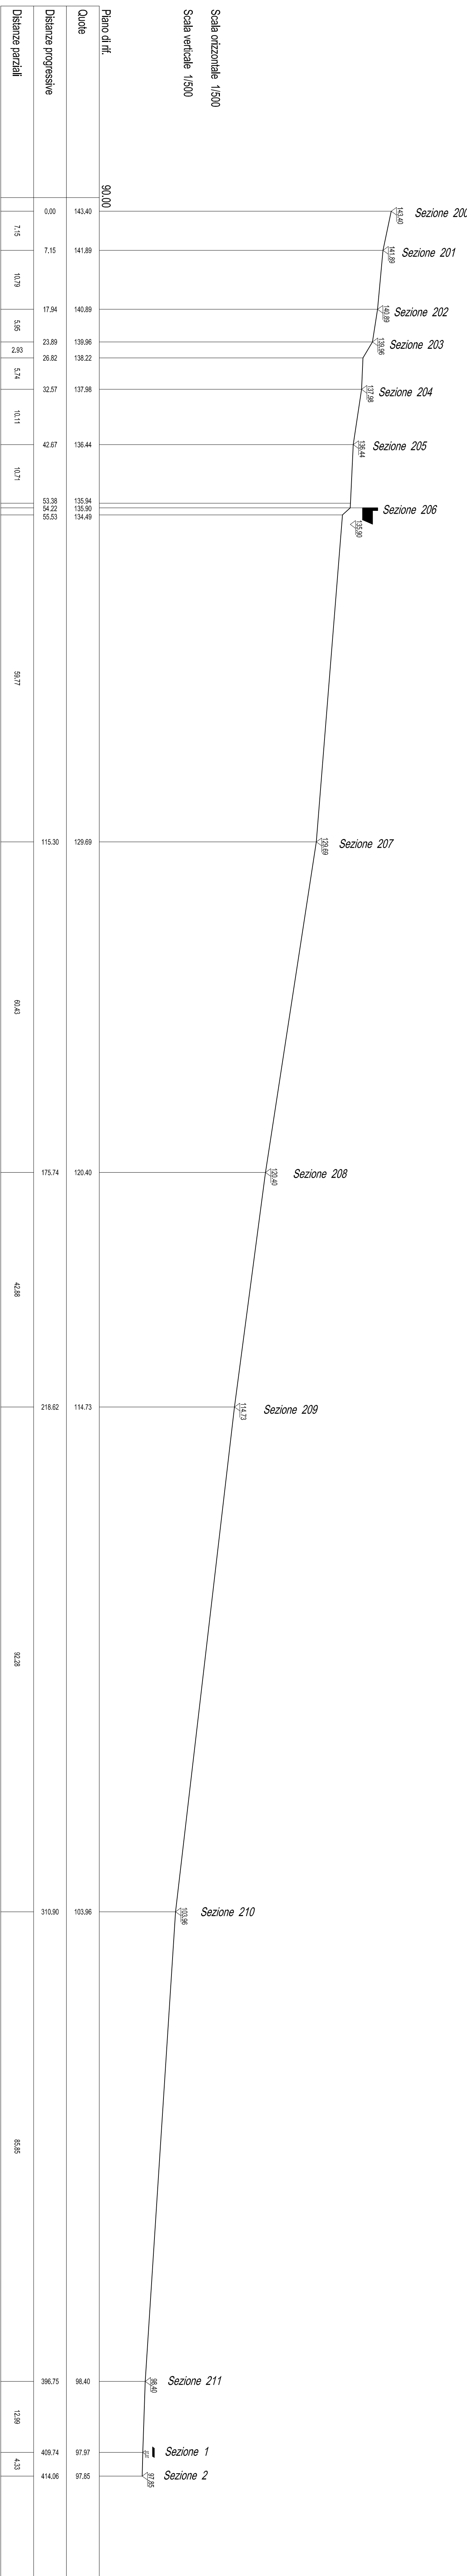 Scala orizzontale 1/500
Scala verticale 1/500
Sezione 200
143.40
Sezione 201
141.89
Sezione 202
140.89
Sezione 203
139.96
Sezione 204
137.98
Sezione 205
136.44
Sezione 206
135.90
Sezione 207
129.69
Sezione 208
120.40
Sezione 209
114.73
Sezione 210
103.96
Sezione 211
98.40
Sezione 1
Sezione 2
97.85
Piano di rif. 90.00
Quote 143.40 141.89 140.89 139.96 138.22 137.98 136.44 135.94 135.90 134.49 129.69 120.40 114.73 103.96 98.40 97.97 97.85
Distanze progressive 0.00 7.15 17.94 23.89 26.82 32.57 42.67 53.38 54.22 55.53 115.30 175.74 218.62 310.90 396.75 409.74 414.06
Distanze parziali 7.15 10.79 5.95 2.93 5.74 10.11 10.71 59.77 60.43 42.88 92.28 85.85 12.99 4.33